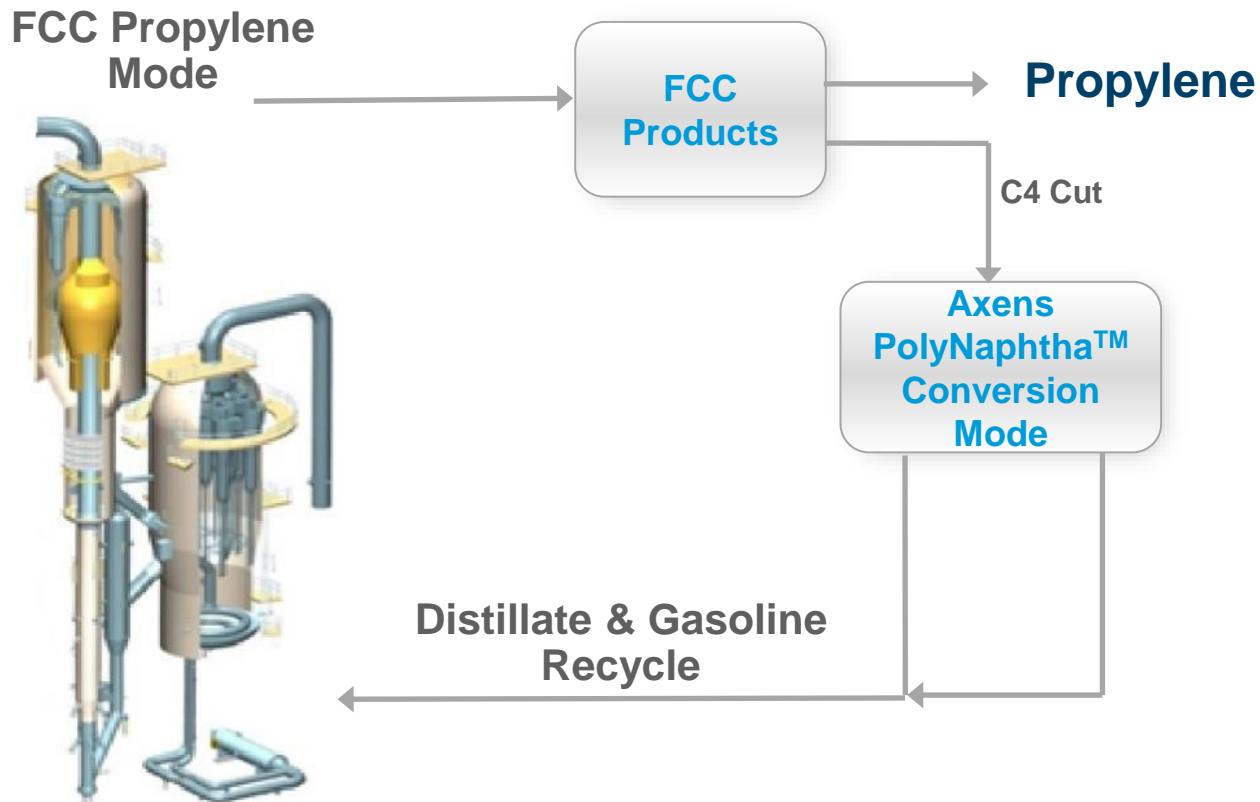 FCC Propylene
Mode
FCC
Products
Propylene
C4 Cut
Axens
PolyNaphtha™
Conversion
Mode
Distillate & Gasoline
Recycle